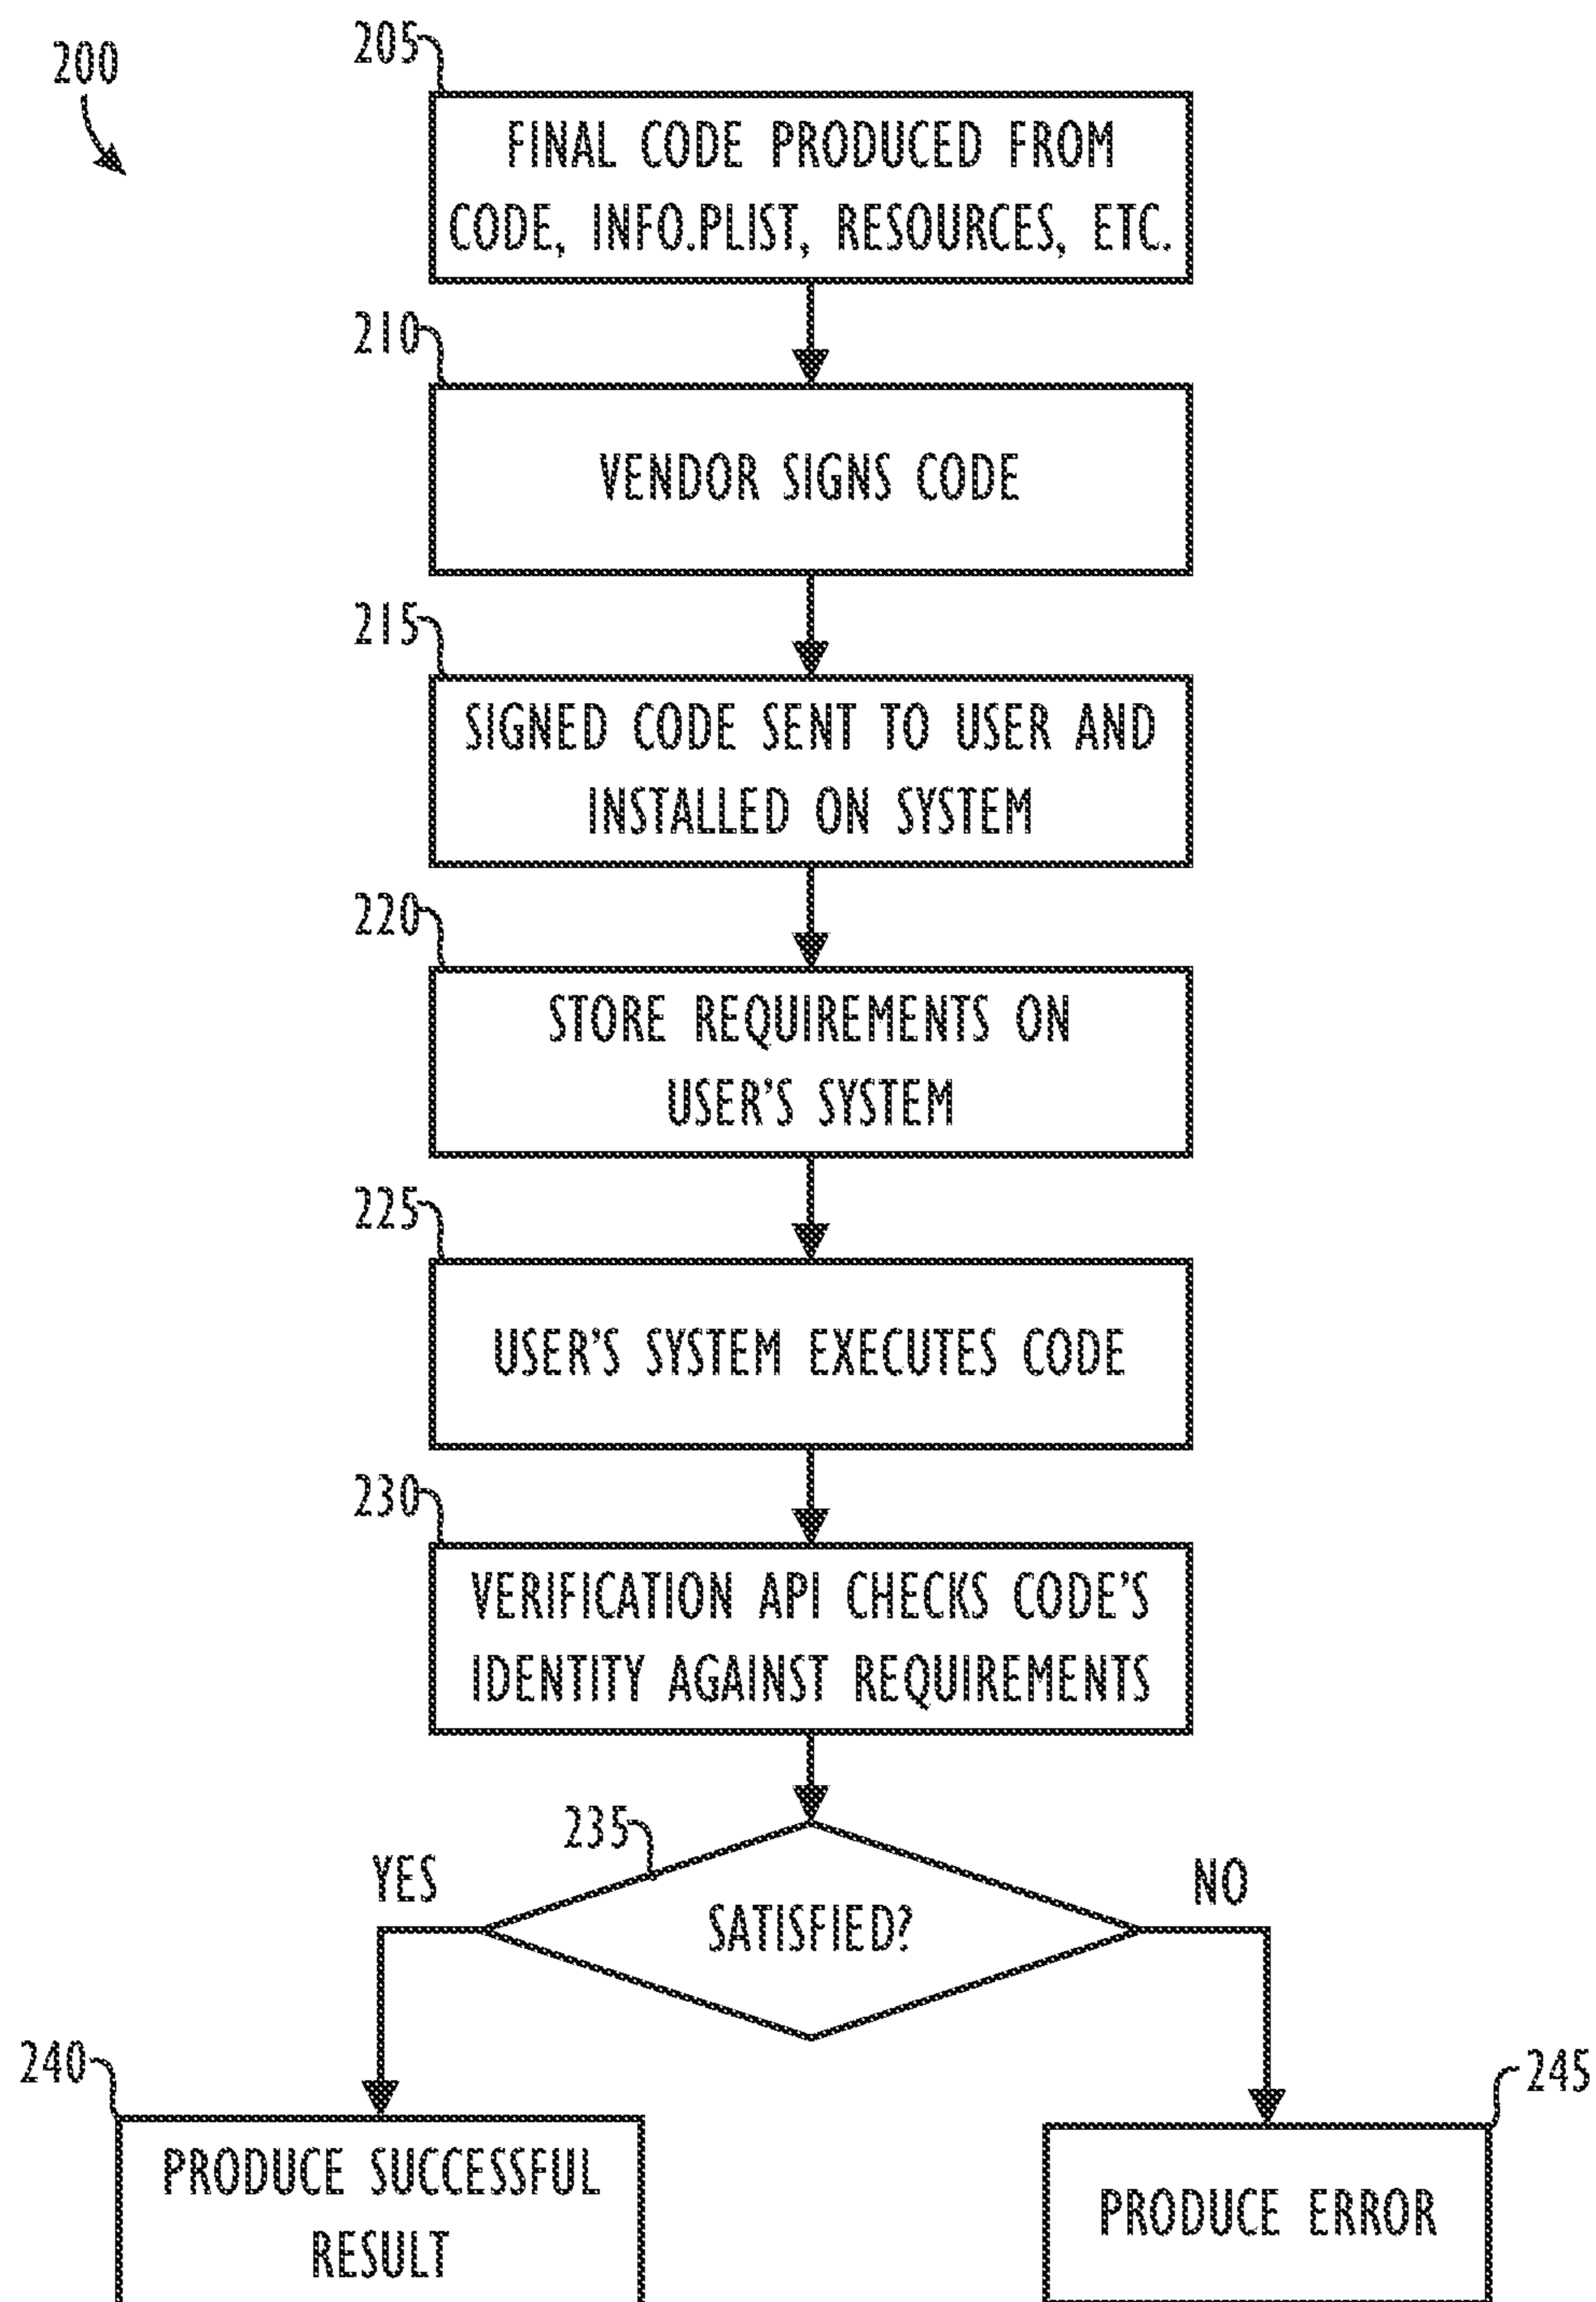 200
205
FINAL CODE PRODUCED FROM
CODE, INFO.PLIST, RESOURCES, ETC.
210
VENDOR SIGNS CODE
215
SIGNED CODE SENT TO USER AND
INSTALLED ON SYSTEM
220
STORE REQUIREMENTS ON
USER'S SYSTEM
225
USER'S SYSTEM EXECUTES CODE
230
VERIFICATION API CHECKS CODE'S
IDENTITY AGAINST REQUIREMENTS
235
YES
NO
SATISFIED?
240
245
PRODUCE SUCCESSFUL
RESULT
PRODUCE ERROR